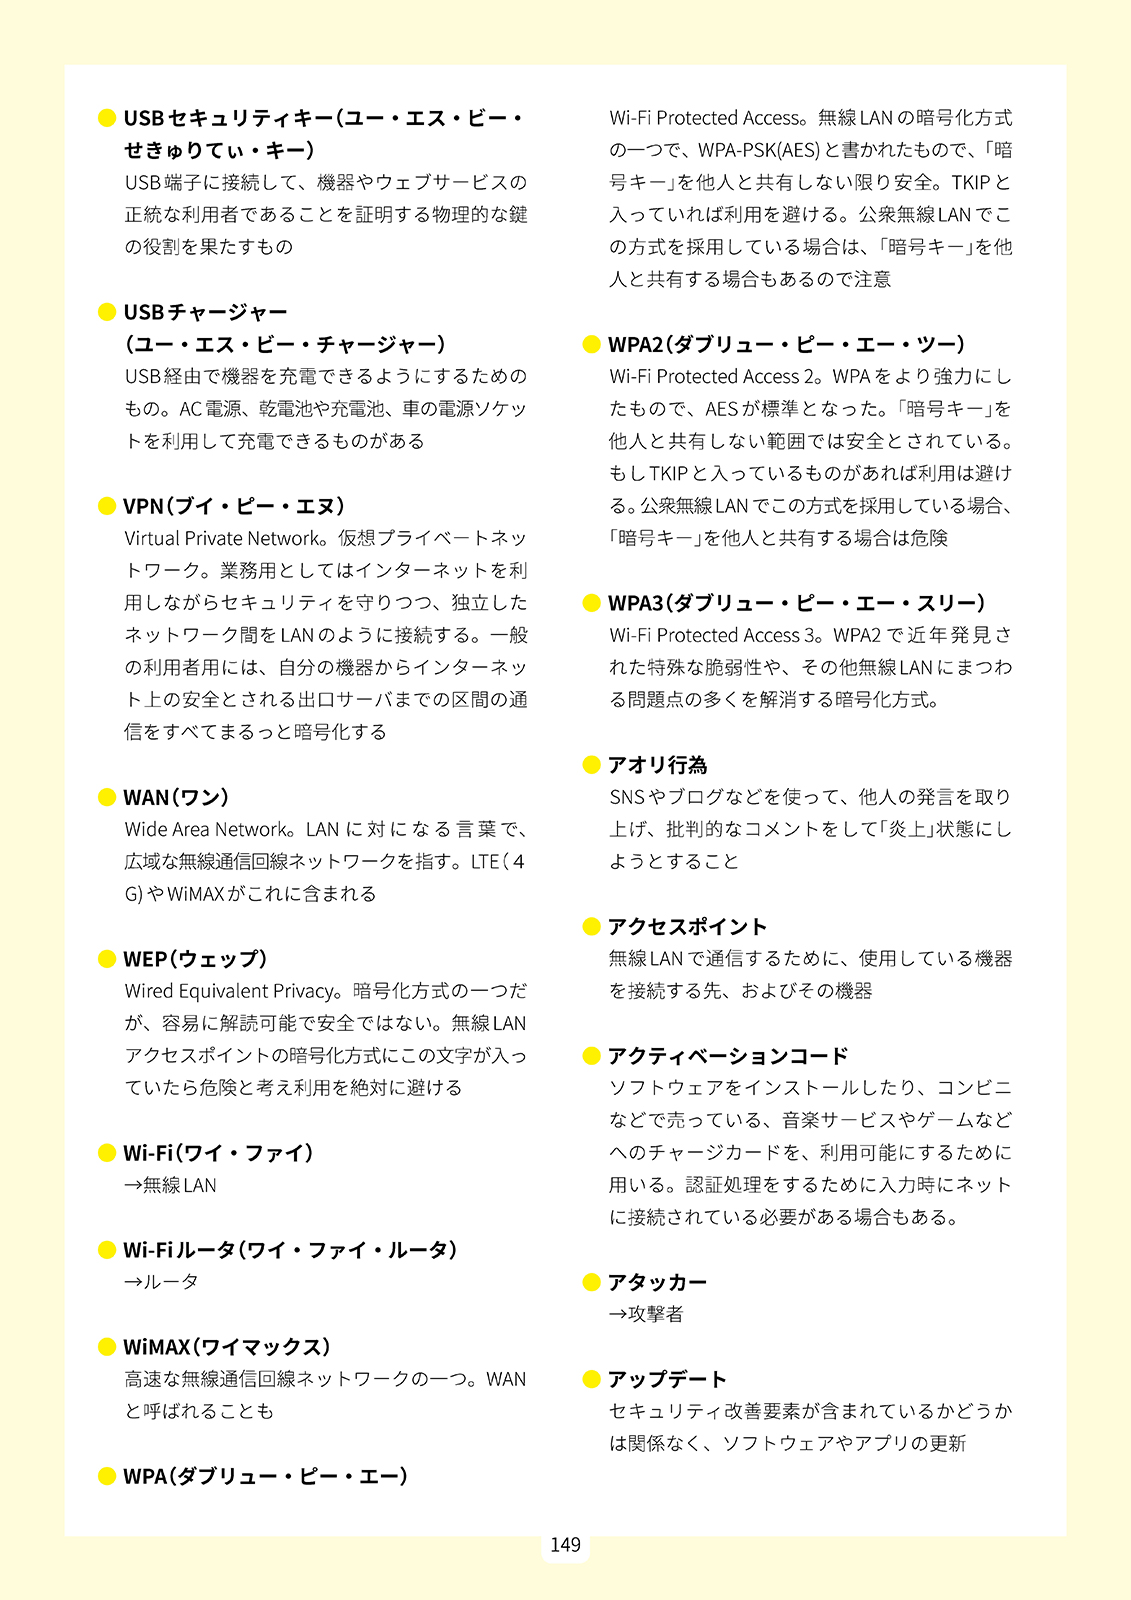 USBセキュリティキー（ユー・エス・ビー・
せきゅりてぃ・キー）
USB端子に接続して、機器やウェブサービスの
正統な利用者であることを証明する物理的な鍵
の役割を果たすもの
USBチャージャー
（ユー・エス・ビー・チャージャー）
USB経由で機器を充電できるようにするための
もの。AC電源、乾電池や充電池、車の電源ソケッ
トを利用して充電できるものがある
VPN（ブイ・ピー・エヌ）
Virtual Private Network。仮想プライベートネッ
トワーク。業務用としてはインターネットを利
用しながらセキュリティを守りつつ、独立した
ネットワーク間をLANのように接続する。一般
の利用者用には、自分の機器からインターネッ
ト上の安全とされる出口サーバまでの区間の通
信をすべてまるっと暗号化する
WAN（ワン）
Wide Area Network。LANに対になる言葉で、
広域な無線通信回線ネットワークを指す。LTE（４
G)やWiMAXがこれに含まれる
WEP（ウェップ）
Wired Equivalent Privacy。暗号化方式の一つだ
が、容易に解読可能で安全ではない。無線LAN
アクセスポイントの暗号化方式にこの文字が入っ
ていたら危険と考え利用を絶対に避ける
Wi-Fi（ワイ・ファイ）
→無線LAN
Wi-Fiルータ（ワイ・ファイ・ルータ）
→ルータ
WiMAX（ワイマックス）
高速な無線通信回線ネットワークの一つ。WAN
と呼ばれることも
WPA（ダブリュー・ピー・エー）
Wi-Fi Protected Access。無線LANの暗号化方式
の一つで、WPA-PSK(AES)と書かれたもので、「暗
号キー」を他人と共有しない限り安全。TKIPと
入っていれば利用を避ける。公衆無線LANでこ
の方式を採用している場合は、「暗号キー」を他
人と共有する場合もあるので注意
WPA2（ダブリュー・ピー・エー・ツー）
Wi-Fi Protected Access 2。WPAをより強力にし
たもので、AESが標準となった。「暗号キー」を
他人と共有しない範囲では安全とされている。
もしTKIPと入っているものがあれば利用は避け
る。公衆無線LANでこの方式を採用している場合、
「暗号キー」を他人と共有する場合は危険
WPA3（ダブリュー・ピー・エー・スリー）
Wi-Fi Protected Access 3。WPA2で近年発見さ
れた特殊な脆弱性や、その他無線LANにまつわ
る問題点の多くを解消する暗号化方式。
アオリ行為
SNSやブログなどを使って、他人の発言を取り
上げ、批判的なコメントをして「炎上」状態にし
ようとすること
アクセスポイント
無線LANで通信するために、使用している機器
を接続する先、およびその機器
アクティベーションコード
ソフトウェアをインストールしたり、コンビニ
などで売っている、音楽サービスやゲームなど
へのチャージカードを、利用可能にするために
用いる。認証処理をするために入力時にネット
に接続されている必要がある場合もある。
アタッカー
→攻撃者
アップデート
セキュリティ改善要素が含まれているかどうか
は関係なく、ソフトウェアやアプリの更新
149